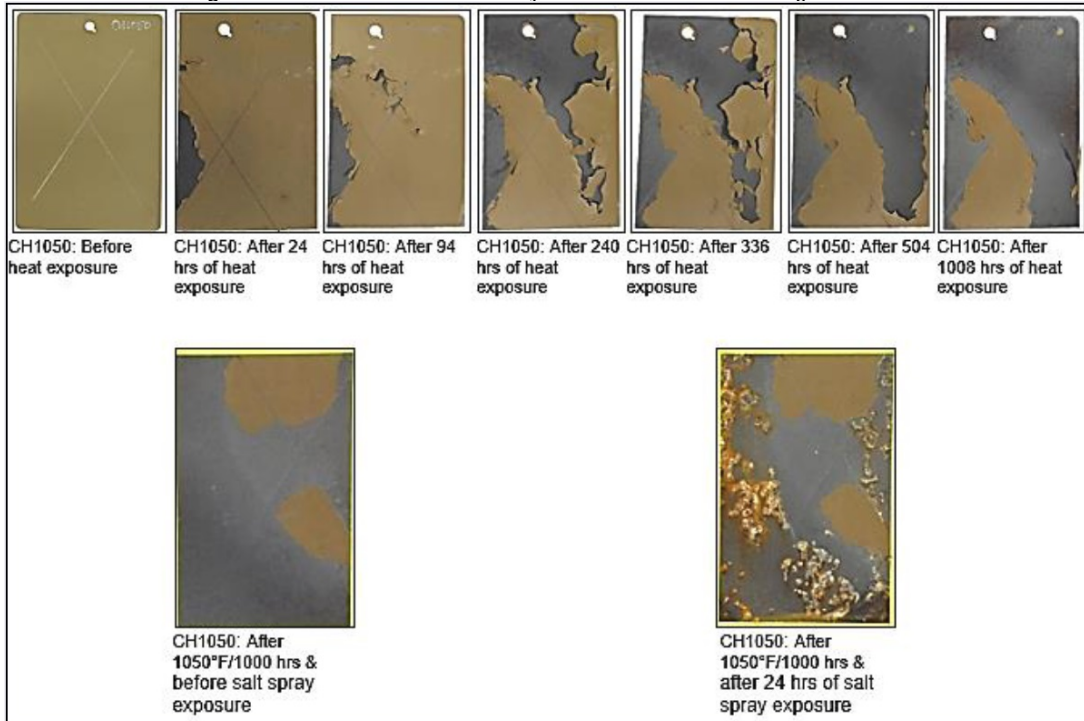 CH1050: Before
heat exposure
CH1050: After 24
hrs of heat
exposure
CH1050: After 94
hrs of heat
exposure
CH1050: After 240
hrs of heat
exposure
CH1050: After 336
hrs of heat
exposure
CH1050: After 504
hrs of heat
exposure
CH1050: After
1008 hrs of heat
exposure
CH1050: After
1050°F/1000 hrs &
before salt spray
exposure
CH1050: After
1050°F/1000 hrs &
after 24 hrs of salt
spray exposure